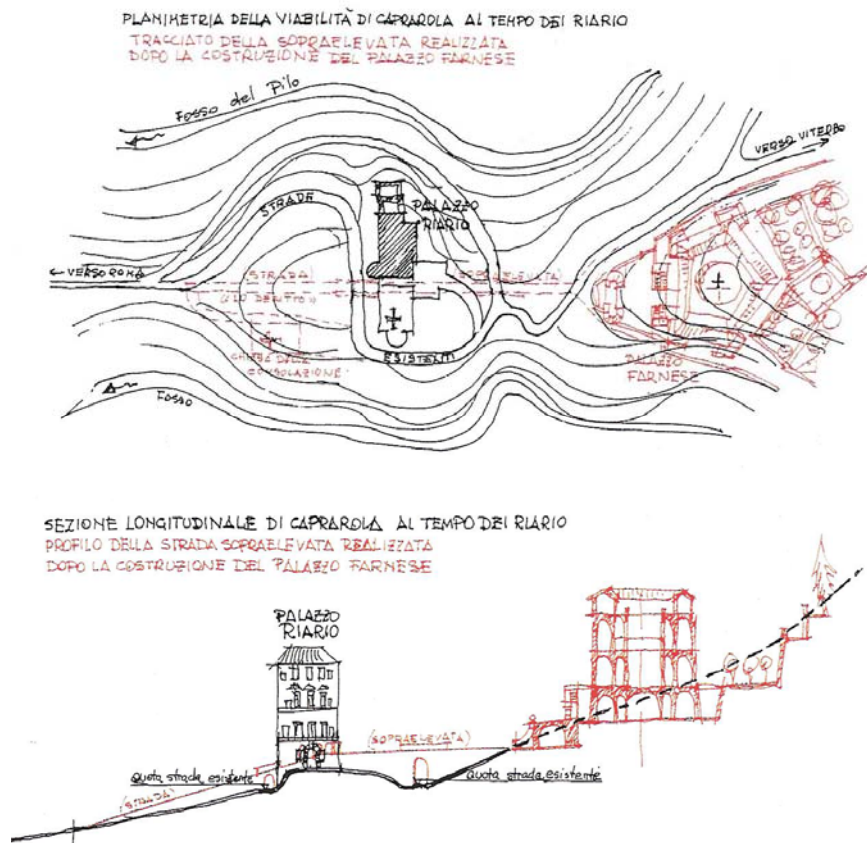 PLANIMETRIA DELLA VIABILITÀ DI CAPRAROLA AL TEMPO DEI RIARIO
TRACCIATO DELLA SOPRAELEVATA REALIZZATA
DOPO LA COSTRUZIONE DEL PALAZZO FARNESE
FOSSO del Pilo
VERSO VITERBO
STRADE
PALAZZO
RIARIO
VERSO ROMA
(STRADA)
(SOPRAELEVATA)
CHIESA DELLA
CONSOLAZIONE
ESISTENTI
PALAZZO
FARNESE
FOSSO
SEZIONE LONGITUDINALE DI CAPRAROLA AL TEMPO DEI RIARIO
PROFILO DELLA STRADA SOPRAELEVATA REALIZZATA
DOPO LA COSTRUZIONE DEL PALAZZO FARNESE
PALAZZO
RIARIO
(SOPRAELEVATA)
quota strada esistente
quota strada esistente
(STRADA)